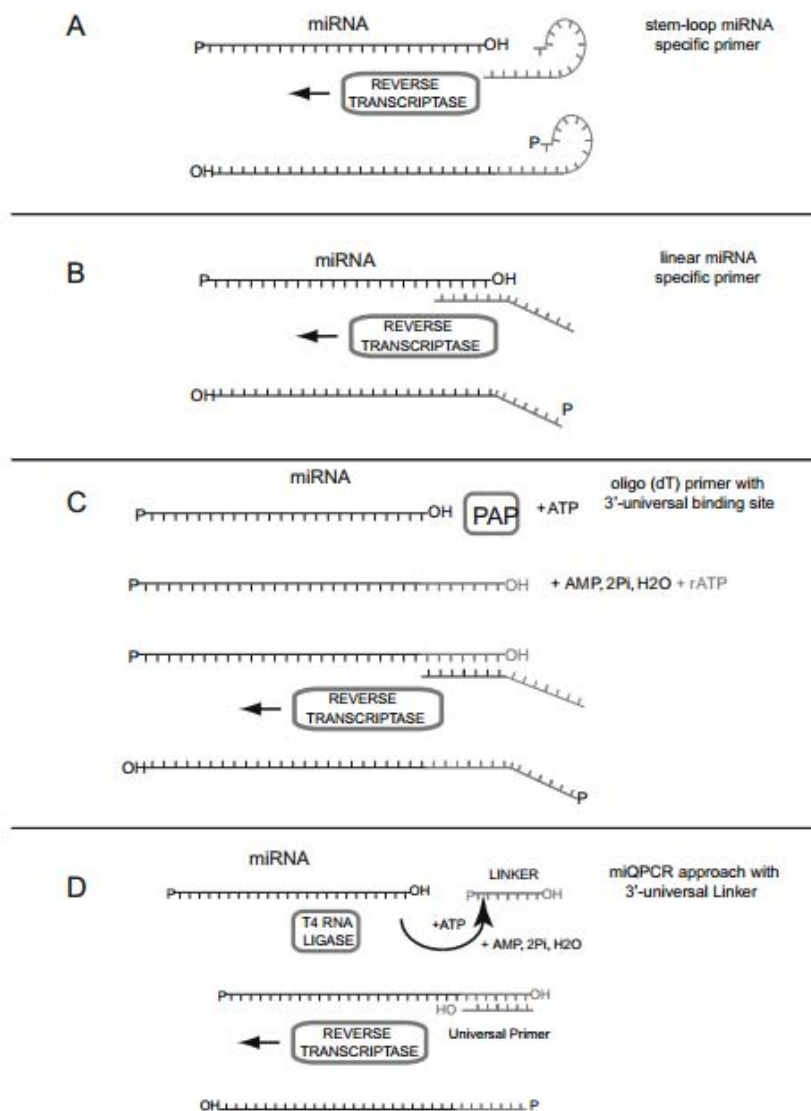 A
miRNA
stem-loop miRNA
specific primer
P
OH
REVERSE
TRANSCRIPTASE
P
OH
B
miRNA
linear miRNA
specific primer
P
OH
REVERSE
TRANSCRIPTASE
OH
P
C
miRNA
oligo (dT) primer with
3'-universal binding site
P
OH
PAP
+ATP
P
OH
+ AMP, 2Pi, H2O + rATP
P
OH
REVERSE
TRANSCRIPTASE
OH
P
D
miRNA
LINKER
miQPCR approach with
3'-universal Linker
P
OH
P
OH
T4 RNA
LIGASE
+ATP
+ AMP, 2Pi, H2O
P
OH
HO
Universal Primer
REVERSE
TRANSCRIPTASE
OH
P